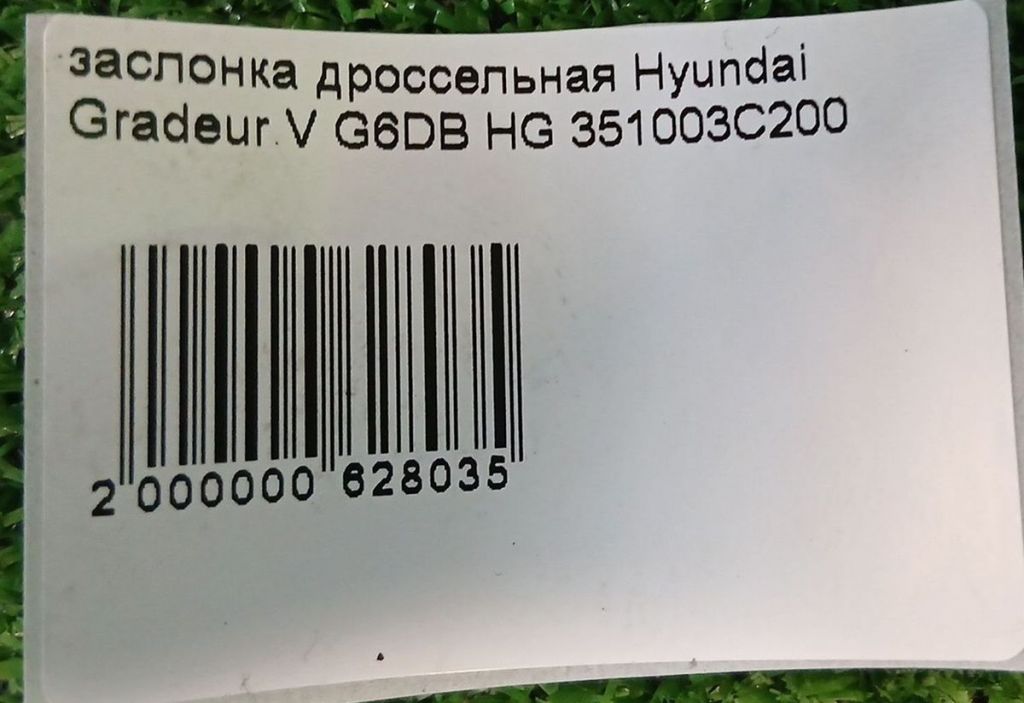 заслонка дроссельная Hyundai
Gradeur V G6DB HG 351003C200
2 000000 628035